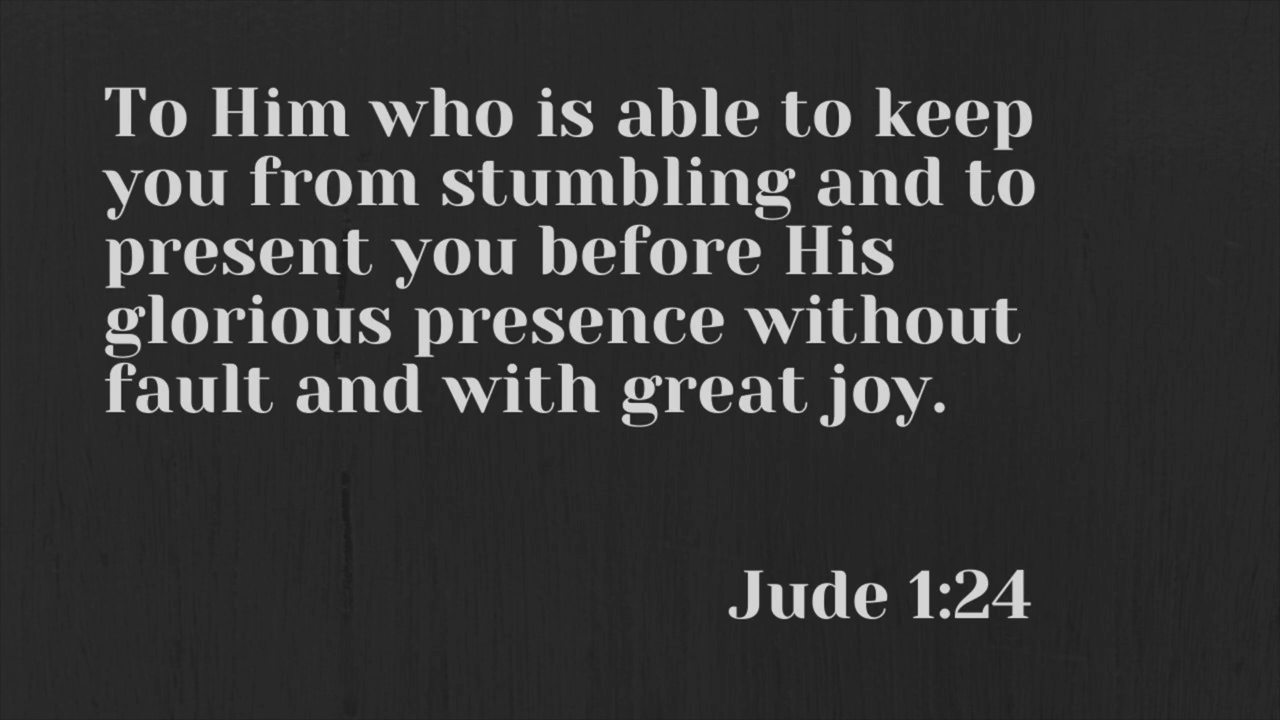 To Him who is able to keep
you from stumbling and to
present you before His
glorious presence without
fault and with great joy.
Jude 1:24